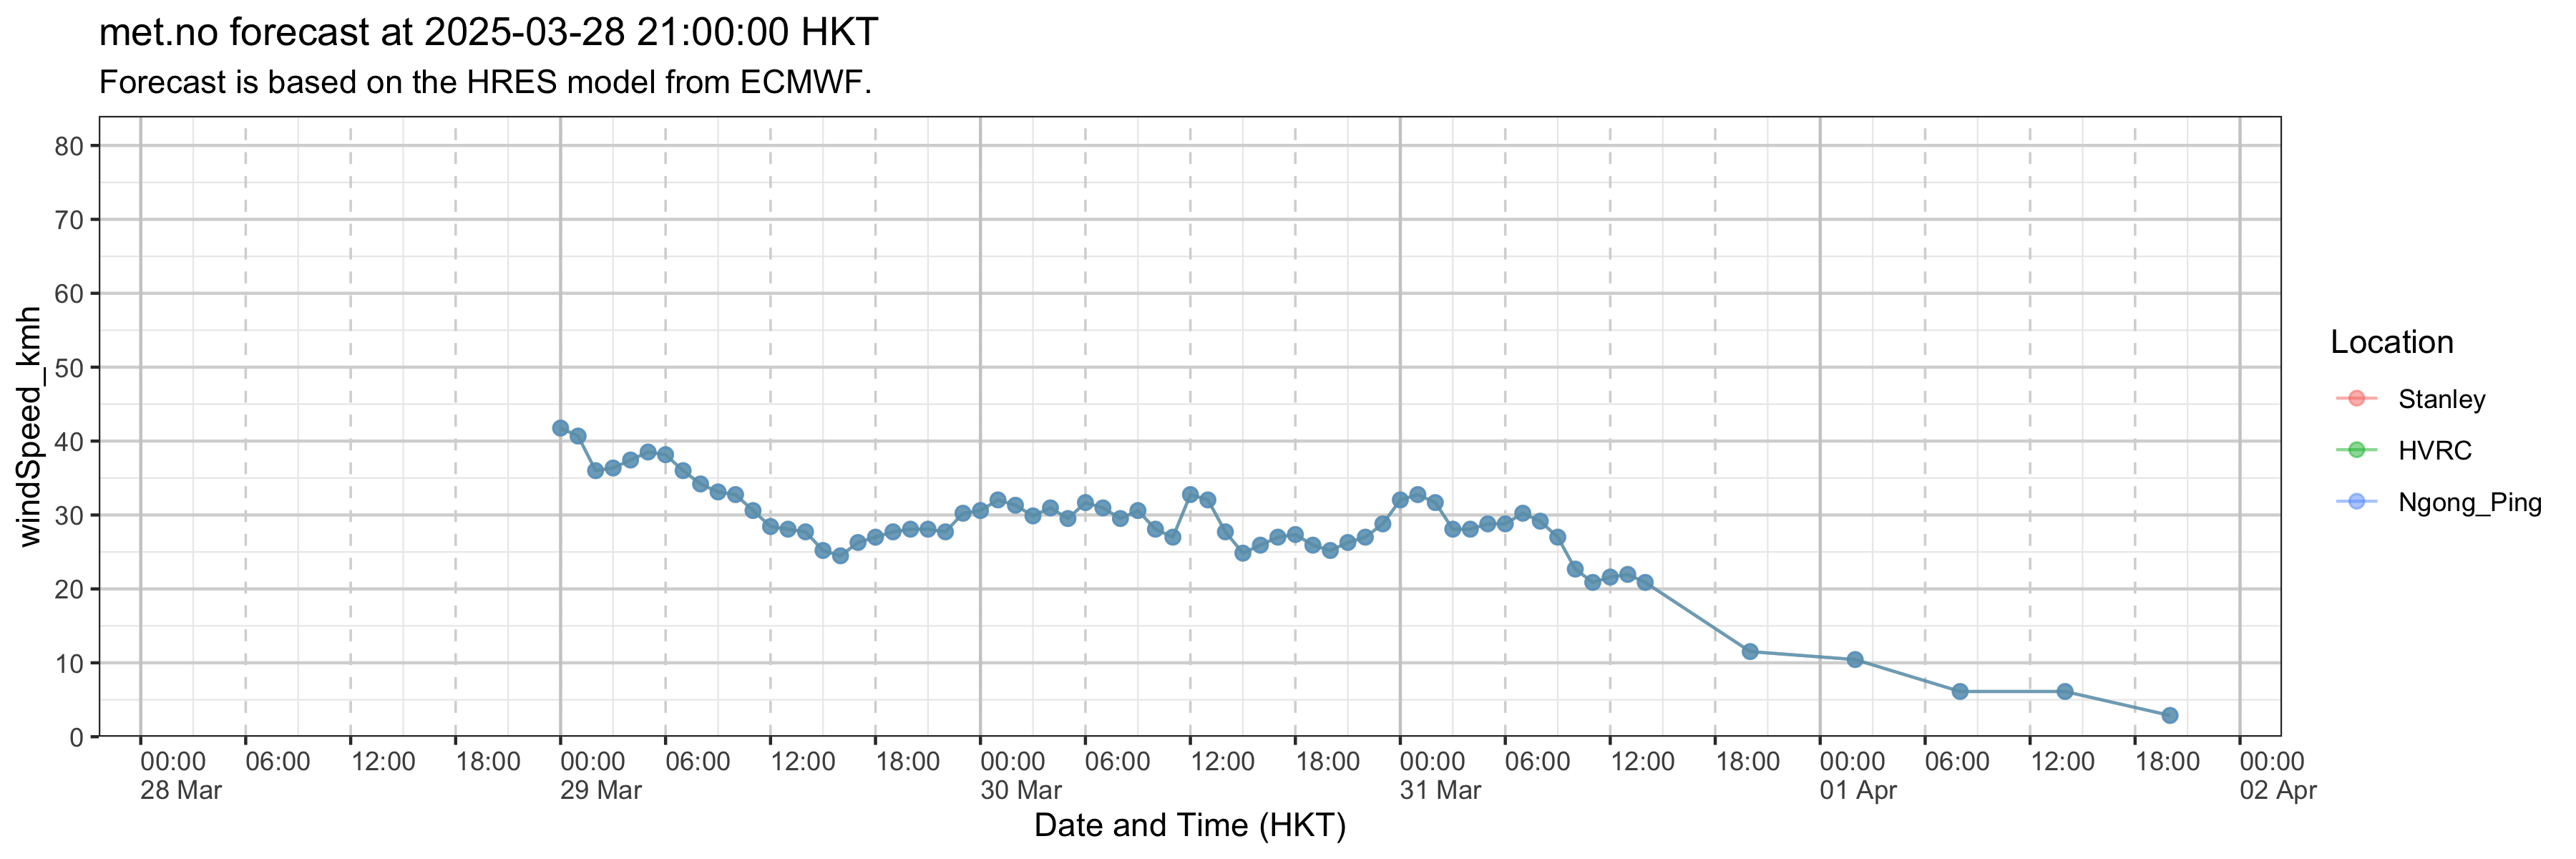 met.no forecast at 2025-03-28 21:00:00 HKT
Forecast is based on the HRES model from ECMWF.
windSpeed_kmh
80
70
60
50
40
30
20
10
0
00:00 06:00 12:00 18:00 00:00 06:00 12:00 18:00 00:00 06:00 12:00 18:00 00:00 06:00 12:00 18:00 00:00 06:00 12:00 18:00 00:00
28 Mar 29 Mar 30 Mar 31 Mar 01 Apr 02 Apr
Date and Time (HKT)
Location
Stanley
HVRC
Ngong_Ping